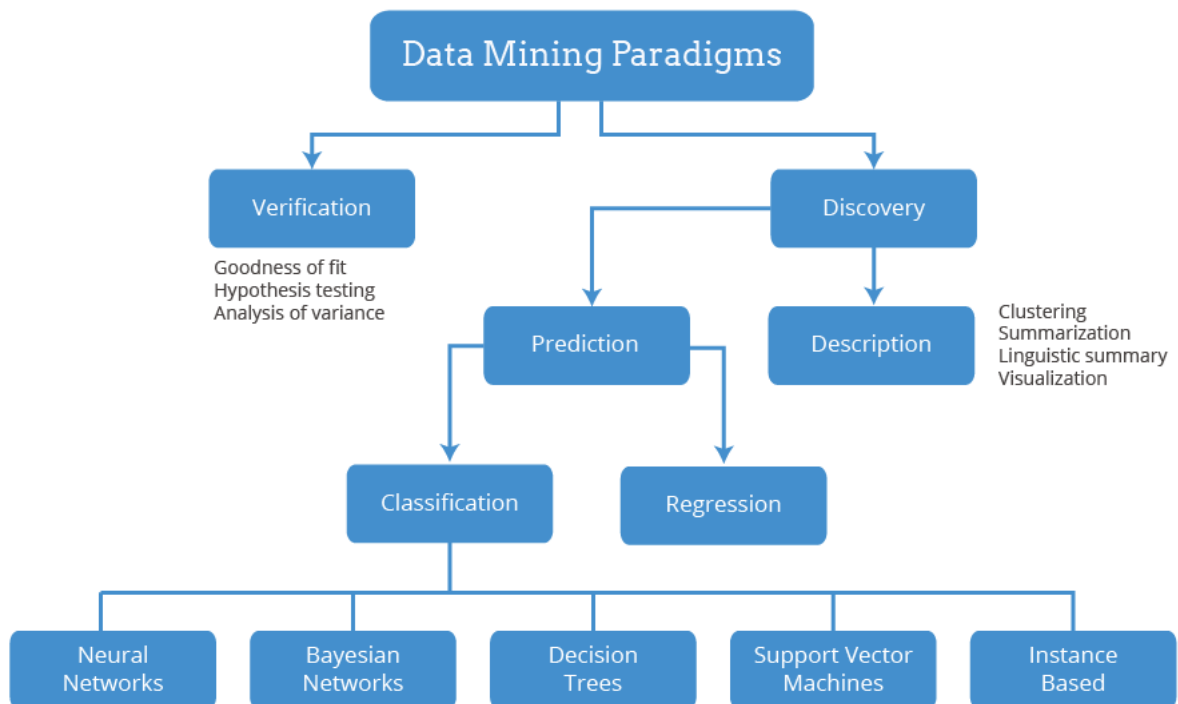 Data Mining Paradigms
Verification
Discovery
Goodness of fit
Hypothesis testing
Analysis of variance
Prediction
Description
Clustering
Summarization
Linguistic summary
Visualization
Classification
Regression
Neural
Networks
Bayesian
Networks
Decision
Trees
Support Vector
Machines
Instance
Based